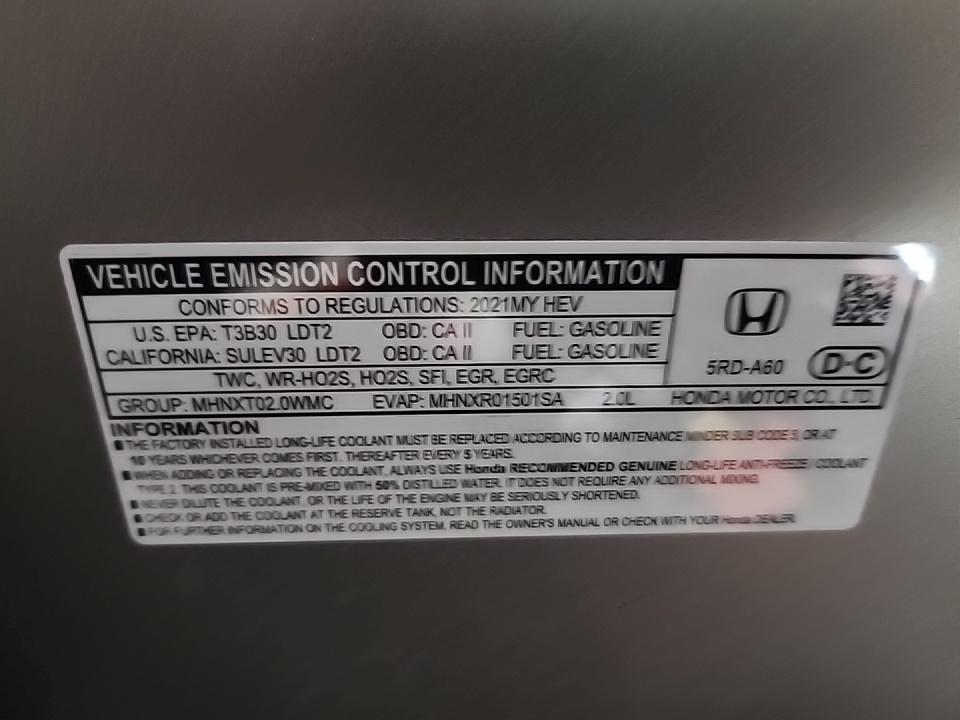 VEHICLE EMISSION CONTROL INFORMATION
CONFORMS TO REGULATIONS: 2021MY HEV
U.S. EPA: T3B30 LDT2 OBD: CA II FUEL: GASOLINE
CALIFORNIA: SULEV30 LDT2 OBD: CA II FUEL: GASOLINE
5RD-A60 D-C
TWC, WR-HO2S, HO2S, SFI, EGR, EGRC
GROUP: MHNXT02.0WMC EVAP: MHNXR01501SA 2.0L HONDA MOTOR CO., LTD.
INFORMATION
THE FACTORY INSTALLED LONG-LIFE COOLANT MUST BE REPLACED ACCORDING TO MAINTENANCE MINDER SUB CODE 5, OR AT
10 YEARS WHICHEVER COMES FIRST. THEREAFTER EVERY 5 YEARS.
WHEN ADDING OR REPLACING THE COOLANT, ALWAYS USE Honda RECOMMENDED GENUINE LONG-LIFE ANTI-FREEZE / COOLANT
TYPE 2. THIS COOLANT IS PRE-MIXED WITH 50% DISTILLED WATER. IT DOES NOT REQUIRE ANY ADDITIONAL MIXING.
NEVER DILUTE THE COOLANT, OR THE LIFE OF THE ENGINE MAY BE SERIOUSLY SHORTENED.
CHECK OR ADD THE COOLANT AT THE RESERVE TANK, NOT THE RADIATOR.
FOR FURTHER INFORMATION ON THE COOLING SYSTEM, READ THE OWNER'S MANUAL OR CHECK WITH YOUR Honda DEALER.